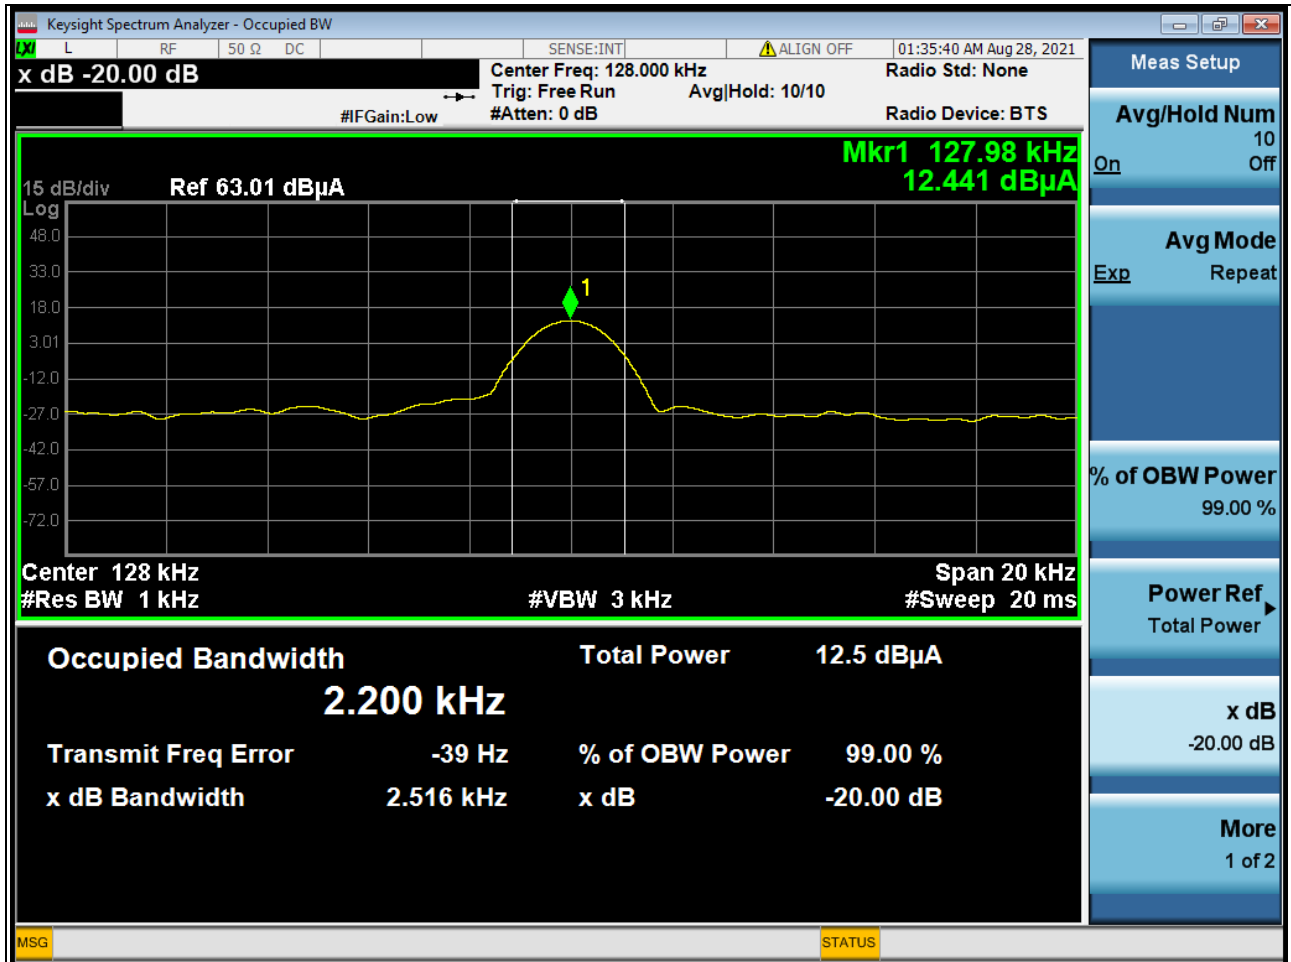 Keysight Spectrum Analyzer - Occupied BW
LXI L RF 50 Ω DC SENSE:INT ALIGN OFF 01:35:40 AM Aug 28, 2021
x dB -20.00 dB
Center Freq: 128.000 kHz Radio Std: None
Trig: Free Run Avg|Hold: 10/10
#IFGain:Low #Atten: 0 dB Radio Device: BTS
Mkr1 127.98 kHz
12.441 dBµA
15 dB/div Ref 63.01 dBµA
Log
48.0
33.0
1
18.0
3.01
-12.0
-27.0
-42.0
-57.0
-72.0
Center 128 kHz Span 20 kHz
#Res BW 1 kHz #VBW 3 kHz #Sweep 20 ms
Occupied Bandwidth Total Power 12.5 dBµA
2.200 kHz
Transmit Freq Error -39 Hz % of OBW Power 99.00 %
x dB Bandwidth 2.516 kHz x dB -20.00 dB
Meas Setup
Avg/Hold Num
10
On Off
Avg Mode
Exp Repeat
% of OBW Power
99.00 %
Power Ref
Total Power
x dB
-20.00 dB
More
1 of 2
MSG STATUS